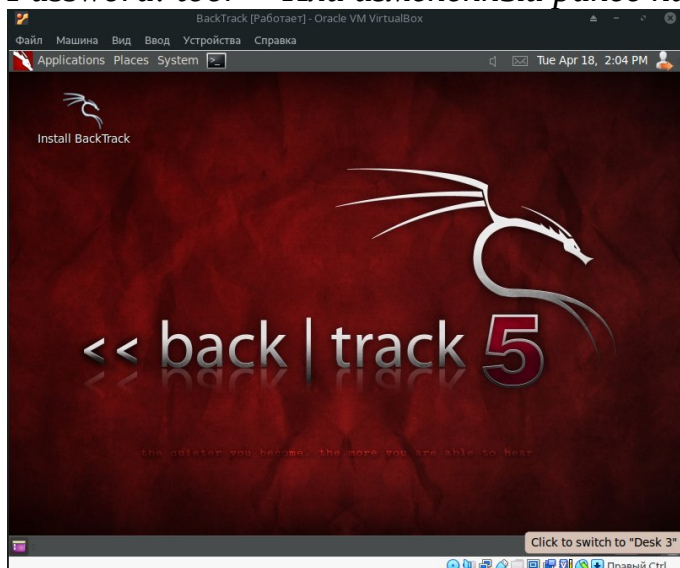 BackTrack [Работает] - Oracle VM VirtualBox
Файл Машина Вид Ввод Устройства Справка
Applications Places System Tue Apr 18, 2:04 PM
Install BackTrack
<< back | track 5
the quieter you become, the more you are able to hear
Click to switch to "Desk 3"
Правый Ctrl